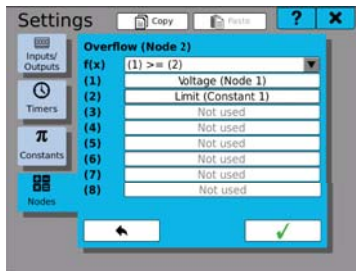 Settings
Copy
Paste
?
Inputs/
Outputs
Timers
π
Constants
Nodes
Overflow (Node 2)
f(x) (1) >= (2)
(1) Voltage (Node 1)
(2) Limit (Constant 1)
(3) Not used
(4) Not used
(5) Not used
(6) Not used
(7) Not used
(8) Not used